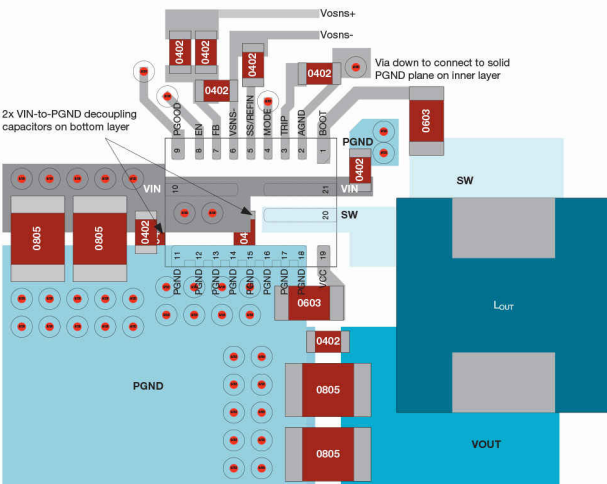 Vosns+
Vosns-
0402
0402
0402
0402
0402
Via down to connect to solid
PGND plane on inner layer
2x VIN-to-PGND decoupling
capacitors on bottom layer
PGOOD
EN
FB
VSNS-
SS/REFIN
MODE
TRIP
AGND
BOOT
9
8
7
6
5
4
3
2
1
0603
PGND
0402
VIN
10
21
VIN
SW
20
SW
0805
0805
0402
11
12
13
14
15
16
17
18
19
PGND
PGND
PGND
PGND
PGND
PGND
PGND
PGND
VCC
0603
LOUT
0402
PGND
0805
0805
VOUT